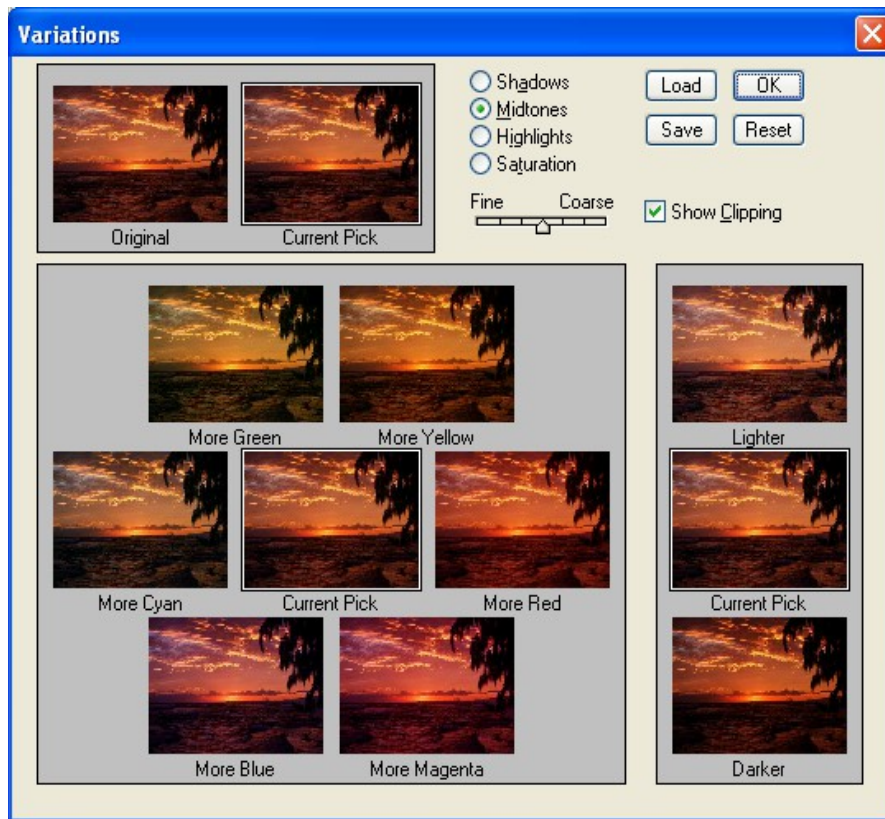 Variations
Original
Current Pick
Shadows
Midtones
Highlights
Saturation
Fine
Coarse
Load
OK
Save
Reset
Show Clipping
More Green
More Yellow
More Cyan
Current Pick
More Red
More Blue
More Magenta
Lighter
Current Pick
Darker